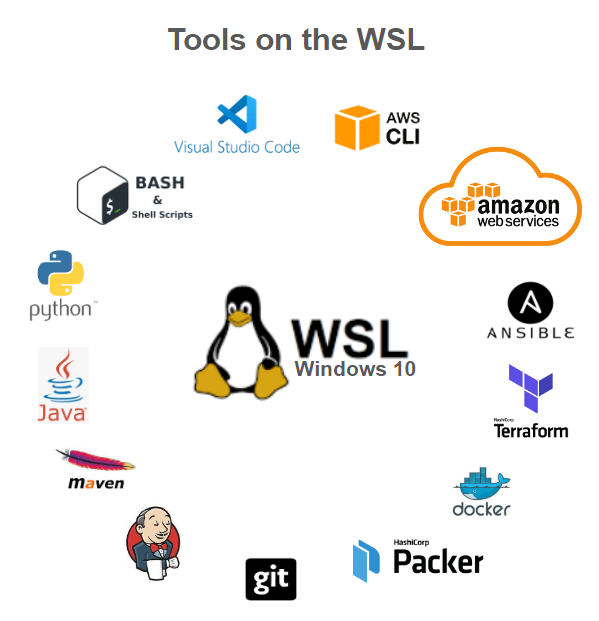 Tools on the WSL
Visual Studio Code
AWS
CLI
BASH
&
Shell Scripts
$_
amazon
web services
python™
WSL
Windows 10
ANSIBLE
Java
HashiCorp
Terraform
maven
docker
HashiCorp
Packer
git